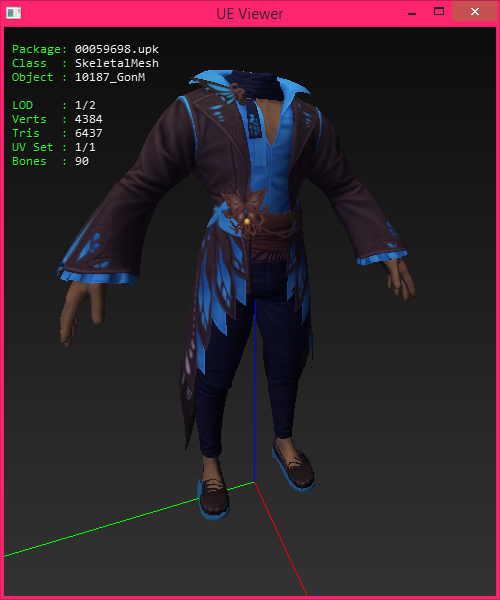 UE Viewer
Package: 00059698.upk
Class : SkeletalMesh
Object : 10187_GonM
LOD : 1/2
Verts : 4384
Tris : 6437
UV Set : 1/1
Bones : 90